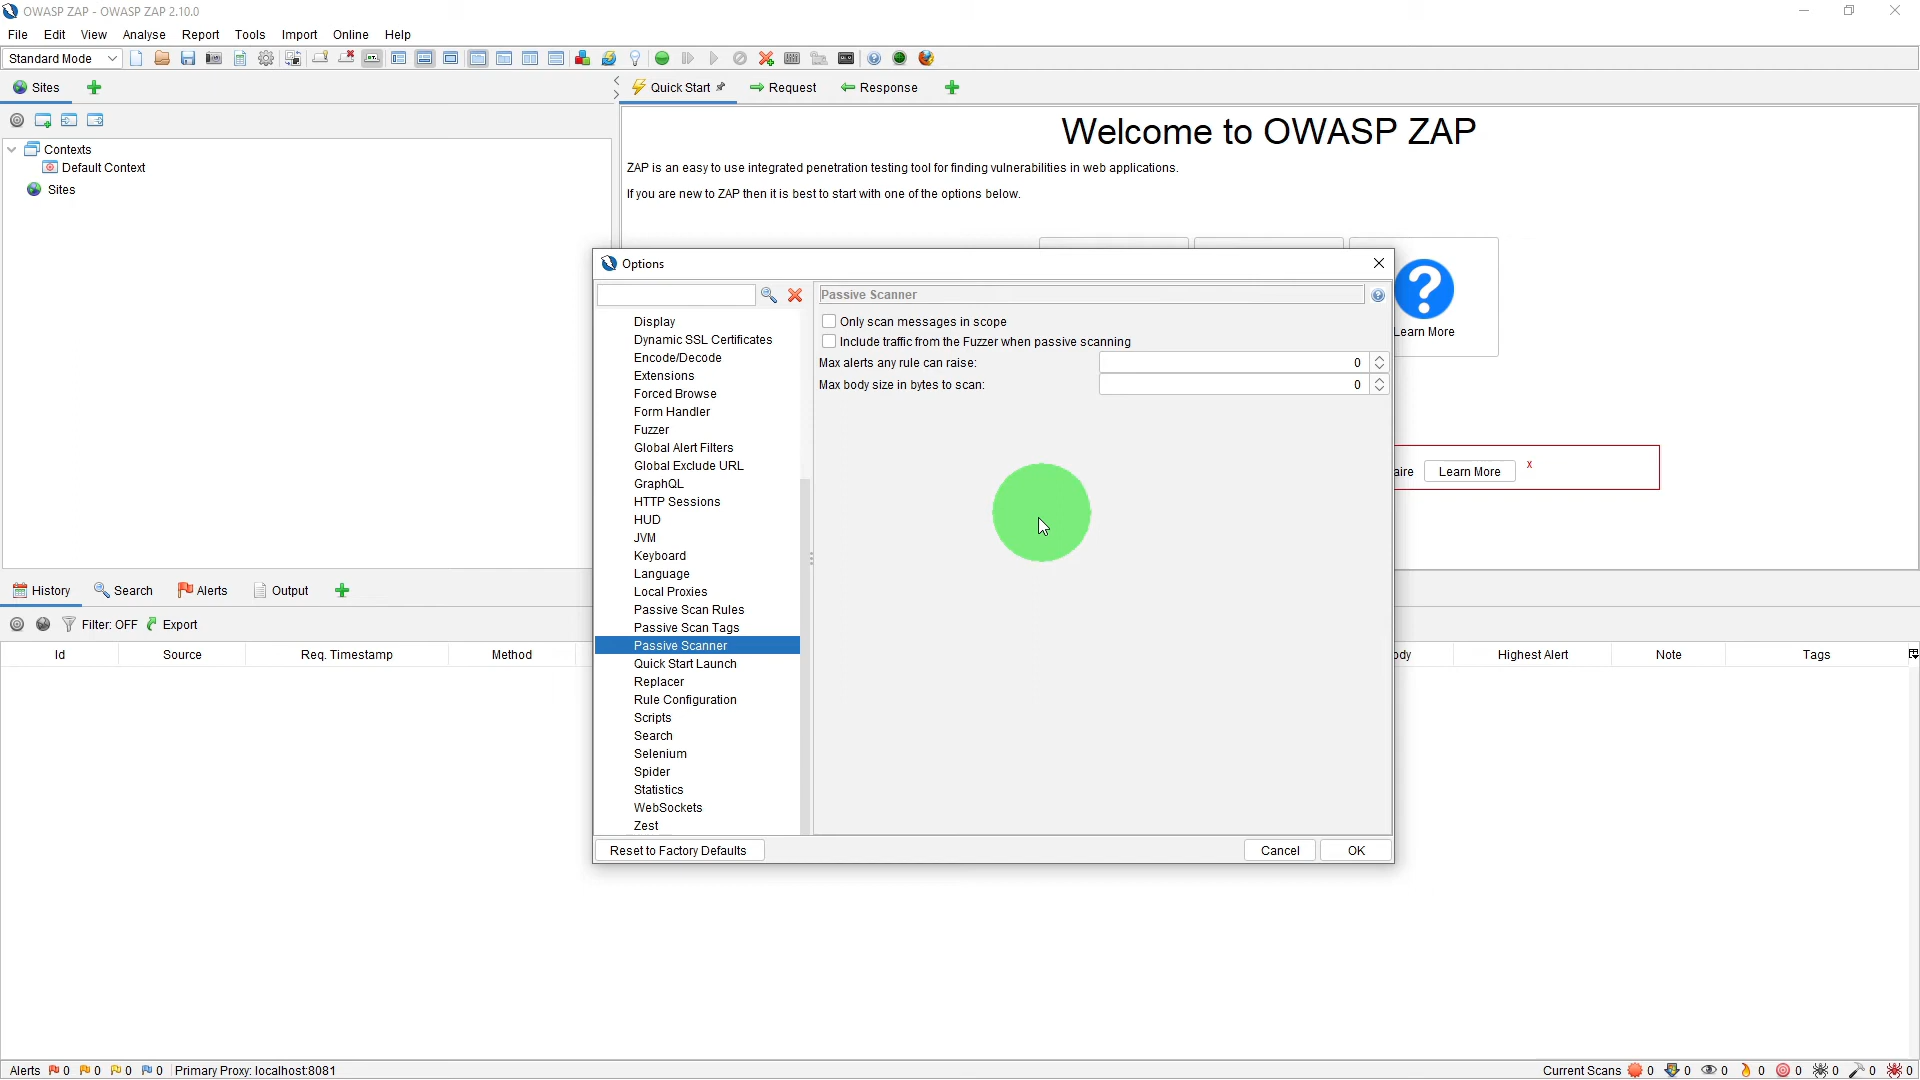 OWASP ZAP - OWASP ZAP 2.10.0
File Edit View Analyse Report Tools Import Online Help
Standard Mode
Sites
Quick Start Request Response
Contexts
Default Context
Sites
Welcome to OWASP ZAP
ZAP is an easy to use integrated penetration testing tool for finding vulnerabilities in web applications.
If you are new to ZAP then it is best to start with one of the options below.
Learn More
aire Learn More x
Options
Display
Dynamic SSL Certificates
Encode/Decode
Extensions
Forced Browse
Form Handler
Fuzzer
Global Alert Filters
Global Exclude URL
GraphQL
HTTP Sessions
HUD
JVM
Keyboard
Language
Local Proxies
Passive Scan Rules
Passive Scan Tags
Passive Scanner
Quick Start Launch
Replacer
Rule Configuration
Scripts
Search
Selenium
Spider
Statistics
WebSockets
Zest
Passive Scanner
Only scan messages in scope
Include traffic from the Fuzzer when passive scanning
Max alerts any rule can raise: 0
Max body size in bytes to scan: 0
Reset to Factory Defaults Cancel OK
History Search Alerts Output
Filter: OFF Export
Id Source Req. Timestamp Method ody Highest Alert Note Tags
Alerts 0 0 0 0 Primary Proxy: localhost:8081 Current Scans 0 0 0 0 0 0 0 0